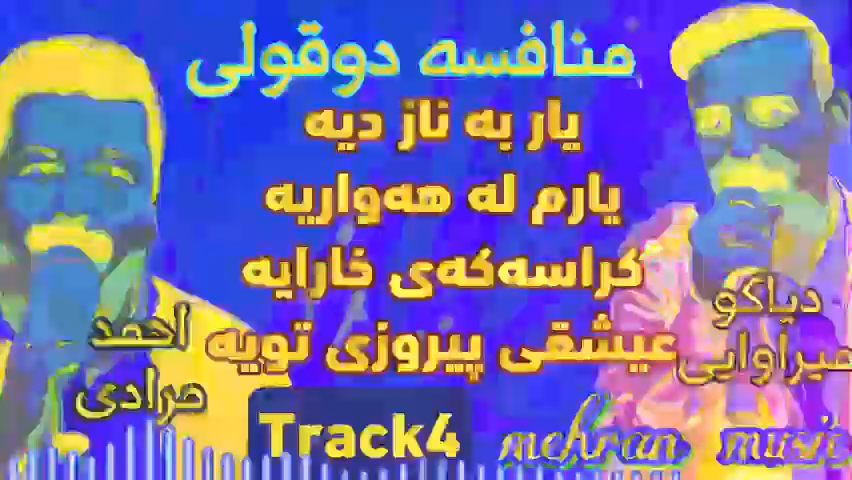 منافسه دوقولی
یار به ناز دیه
یارم له هەواریه
کراسەکەی خارایه
عیشقی پیروزی تویه
احمد مرادی
دیاکو میرآوایی
Track4
mehran music